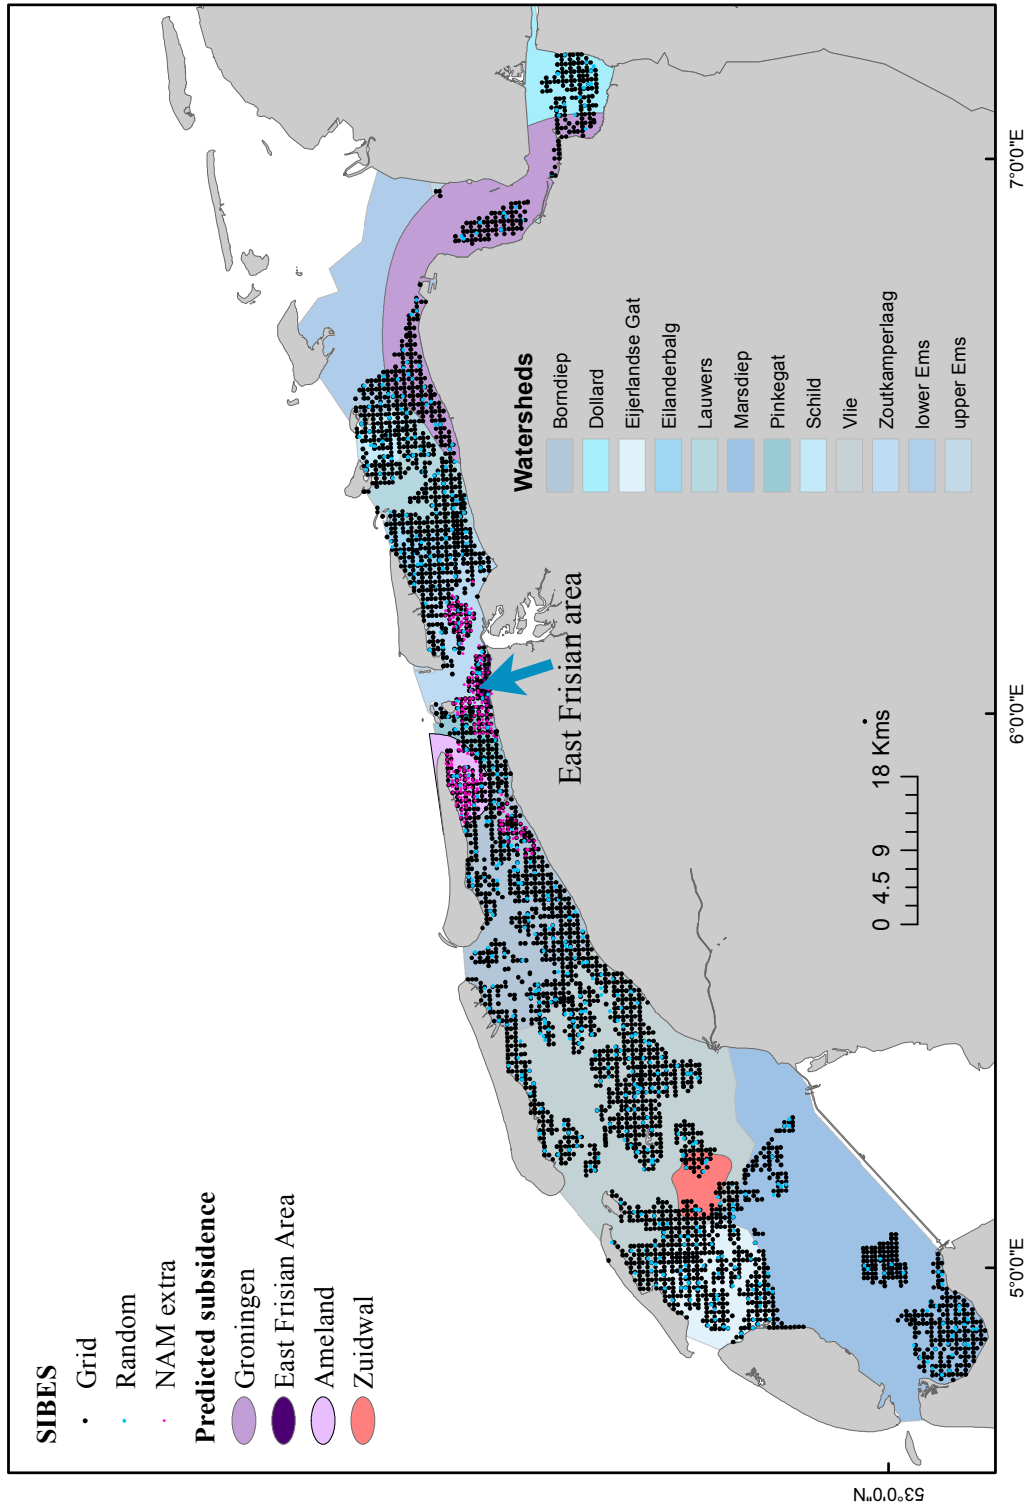 SIBES
Grid
Random
NAM extra
Predicted subsidence
Groningen
East Frisian Area
Ameland
Zuidwal
East Frisian area
Watersheds
Borndiep
Dollard
Eijerlandse Gat
Eilanderbalg
Lauwers
Marsdiep
Pinkegat
Schild
Vlie
Zoutkamperlaag
lower Ems
upper Ems
0 4.5 9 18 Kms
53°0'0"N
5°0'0"E
6°0'0"E
7°0'0"E